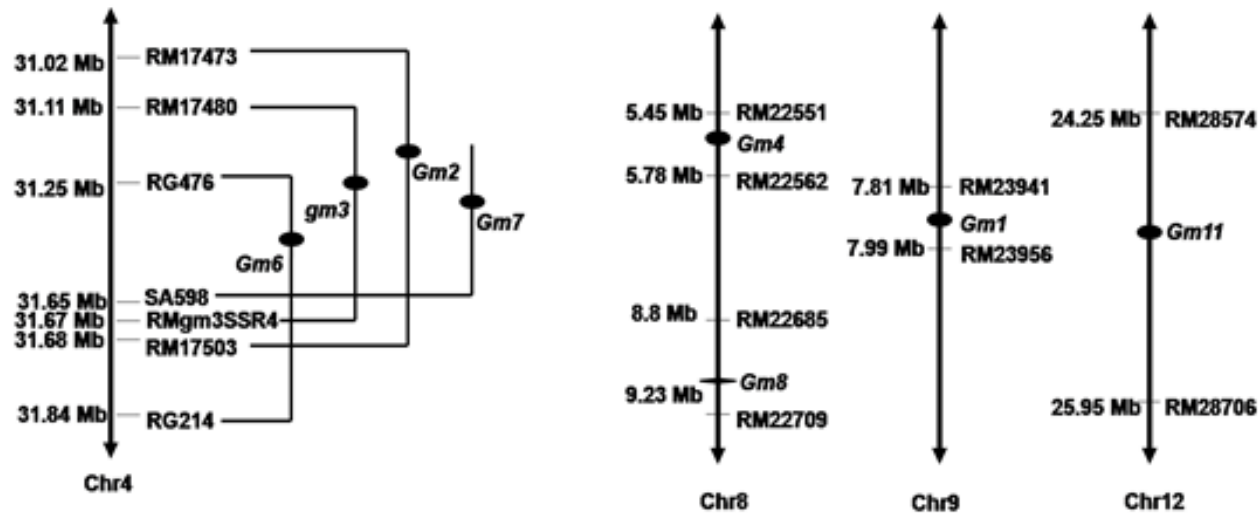 31.02 Mb RM17473
31.11 Mb RM17480
31.25 Mb RG476
Gm2
gm3
Gm7
Gm6
31.65 Mb SA598
31.67 Mb RMgm3SSR4
31.68 Mb RM17503
31.84 Mb RG214
Chr4
5.45 Mb RM22551
Gm4
5.78 Mb RM22562
8.8 Mb RM22685
Gm8
9.23 Mb RM22709
Chr8
7.81 Mb RM23941
Gm1
7.99 Mb RM23956
Chr9
24.25 Mb RM28574
Gm11
25.95 Mb RM28706
Chr12